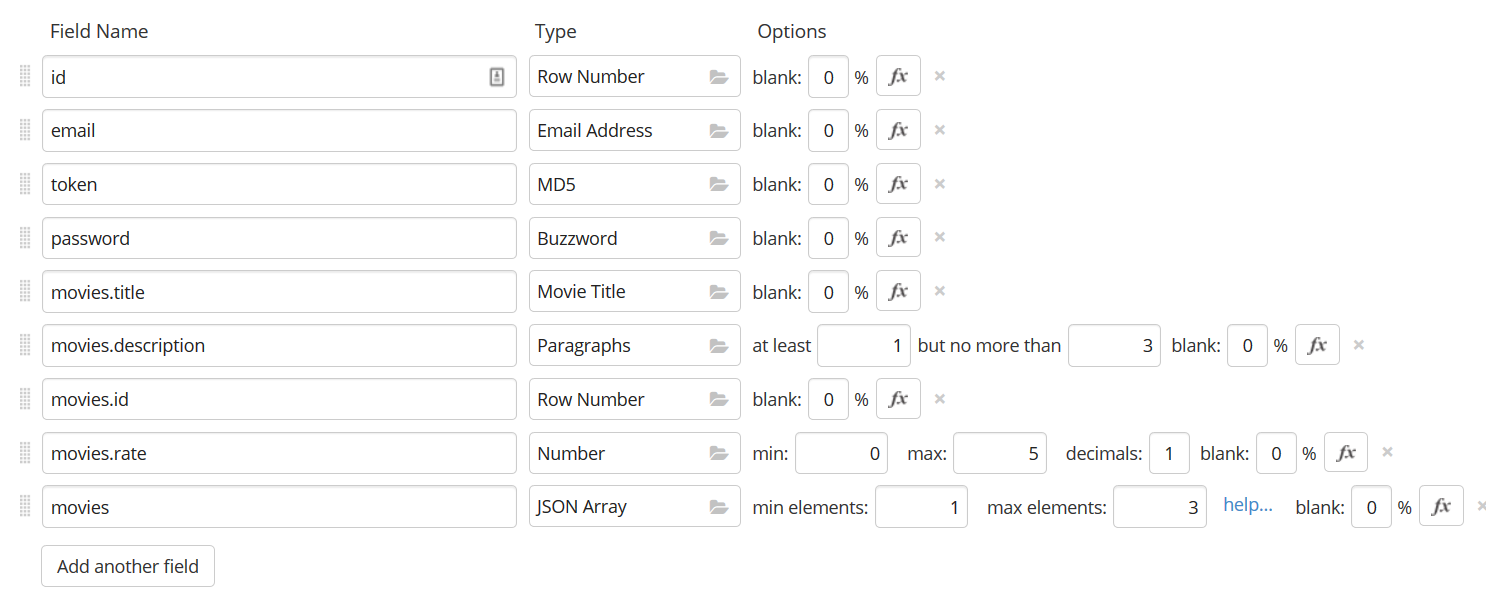 Field Name Type Options
id Row Number blank: 0 % fx ×
email Email Address blank: 0 % fx ×
token MD5 blank: 0 % fx ×
password Buzzword blank: 0 % fx ×
movies.title Movie Title blank: 0 % fx ×
movies.description Paragraphs at least 1 but no more than 3 blank: 0 % fx ×
movies.id Row Number blank: 0 % fx ×
movies.rate Number min: 0 max: 5 decimals: 1 blank: 0 % fx ×
movies JSON Array min elements: 1 max elements: 3 help... blank: 0 % fx ×
Add another field